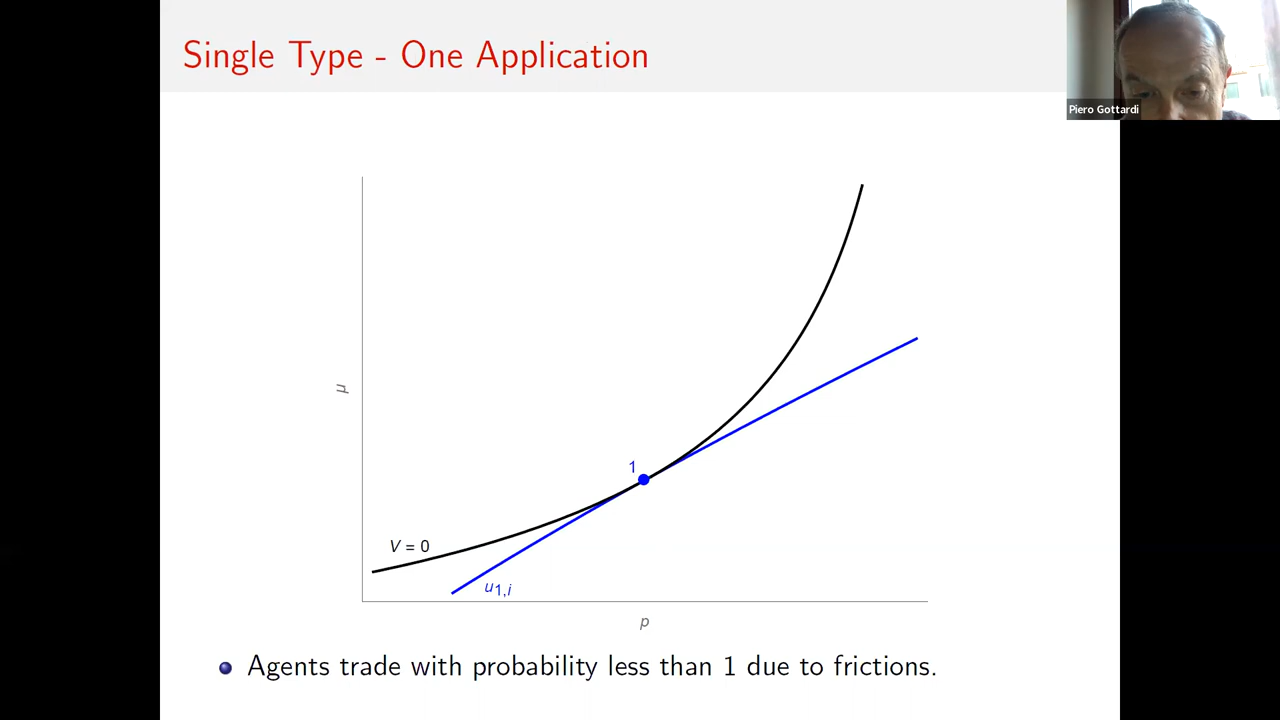 Single Type - One Application
Piero Gottardi
μ
1
V = 0
u1,i
p
Agents trade with probability less than 1 due to frictions.